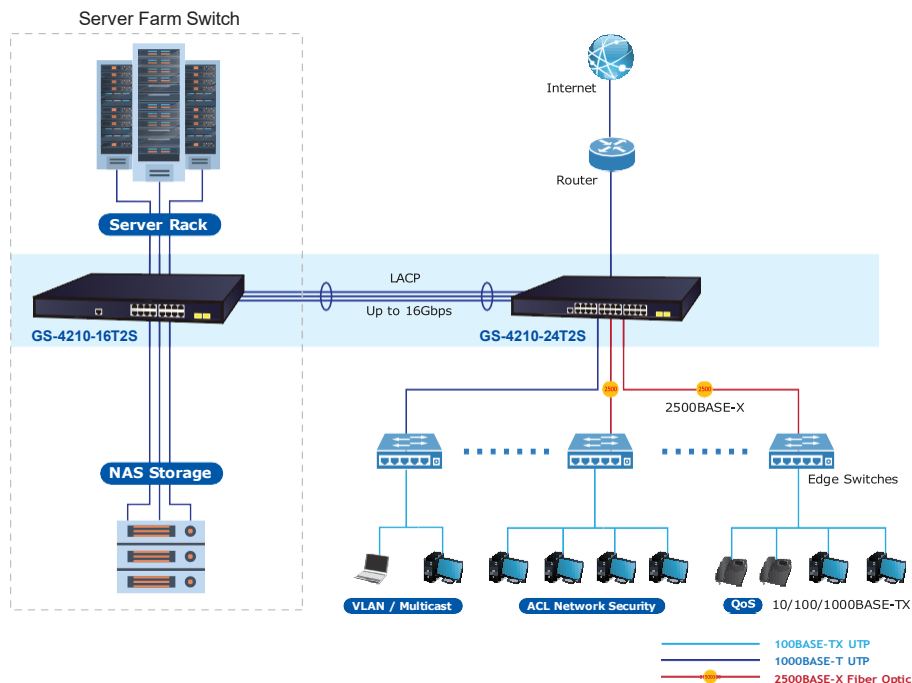 Server Farm Switch
Internet
Router
Server Rack
LACP
Up to 16Gbps
GS-4210-16T2S
GS-4210-24T2S
2500
2500
2500BASE-X
NAS Storage
Edge Switches
VLAN / Multicast
ACL Network Security
QoS
10/100/1000BASE-TX
100BASE-TX UTP
1000BASE-T UTP
2500BASE-X Fiber Optic